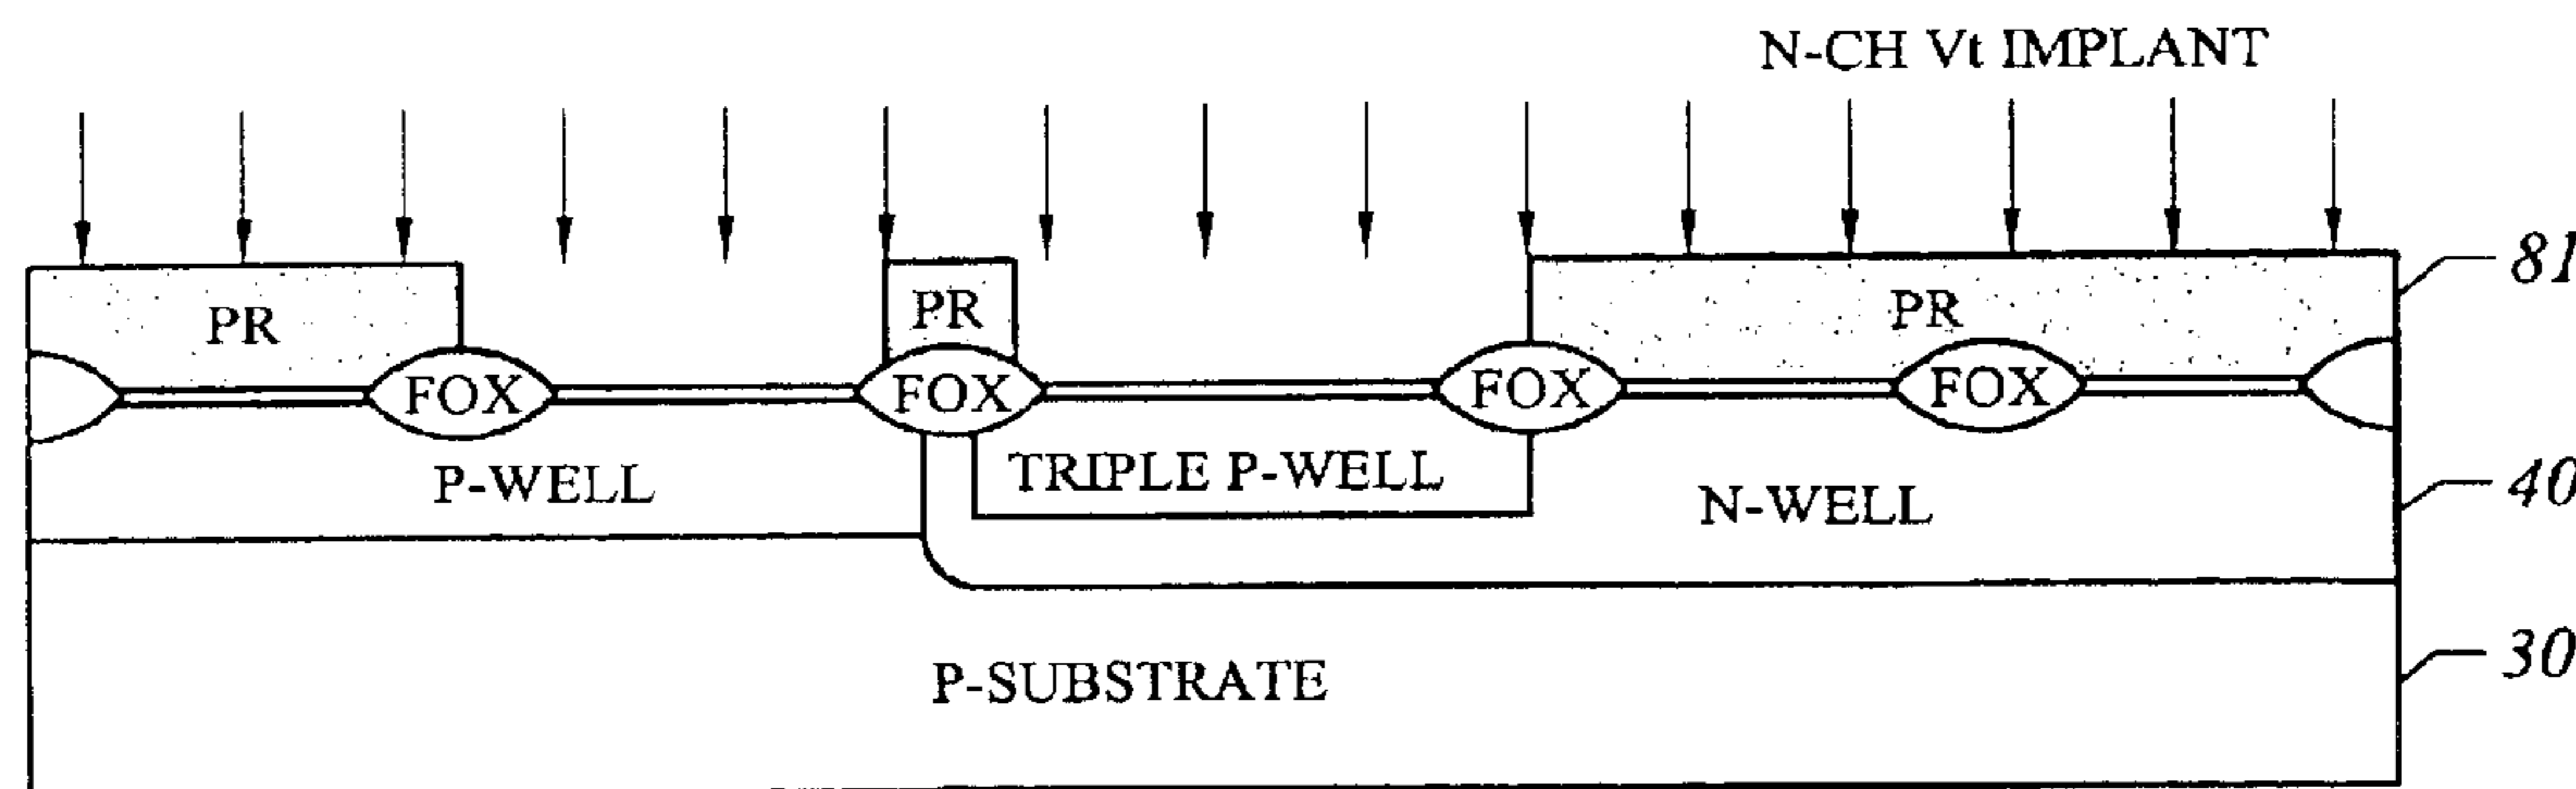 N-CH Vt IMPLANT
81
PR
PR
PR
FOX
FOX
FOX
FOX
P-WELL
TRIPLE P-WELL
N-WELL
40
P-SUBSTRATE
30